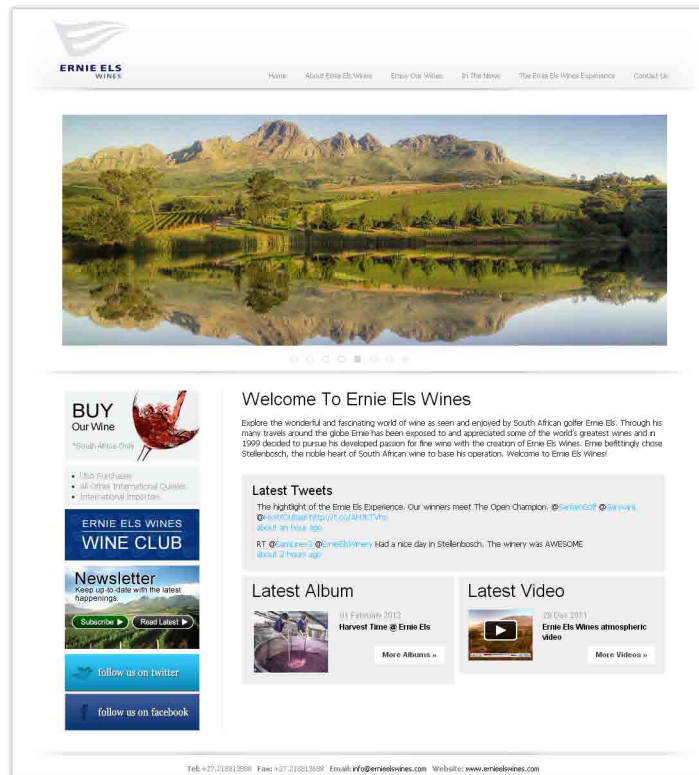 ERNIE ELS
WINES
Home About Ernie Els Wines Enjoy Our Wines In The News The Ernie Els Wines Experience Contact Us
BUY
Our Wine
*South Africa Only
USA Purchases
All Other International Queries
International Importers
ERNIE ELS WINES
WINE CLUB
Newsletter
Keep up-to-date with the latest
happenings.
Subscribe Read Latest
follow us on twitter
follow us on facebook
Welcome To Ernie Els Wines
Explore the wonderful and fascinating world of wine as seen and enjoyed by South African golfer Ernie Els. Through his
many travels around the globe Ernie has been exposed to and appreciated some of the world's greatest wines and in
1999 decided to pursue his developed passion for fine wine with the creation of Ernie Els Wines. Ernie befittingly chose
Stellenbosch, the noble heart of South African wine to base his operation. Welcome to Ernie Els Wines!
Latest Tweets
The hightlight of the Ernie Els Experience. Our winners meet The Open Champion.
about an hour ago
RT @ErnieElsWinery Had a nice day in Stellenbosch. The winery was AWESOME
about 2 hours ago
Latest Album
01 February 2012
Harvest Time @ Ernie Els
More Albums »
Latest Video
29 Dec 2011
Ernie Els Wines atmospheric
video
More Videos »
Tel: +27.218813588 Fax: +27.218813688 Email: info@ernieelswines.com Website: www.ernieelswines.com